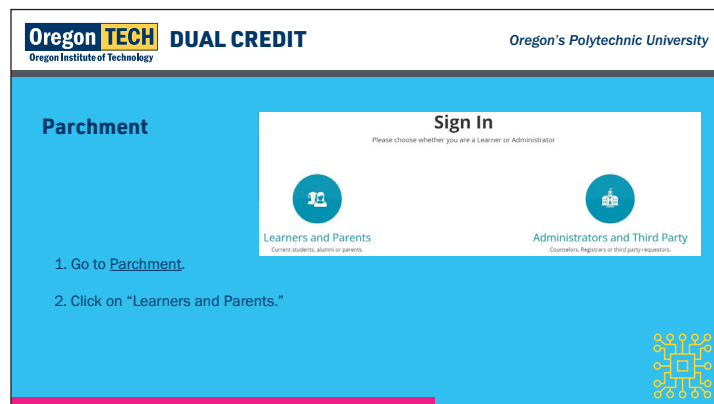 Oregon TECH
Oregon Institute of Technology
DUAL CREDIT
Oregon's Polytechnic University
Parchment
Sign In
Please choose whether you are a Learner or Administrator
Learners and Parents
Current students, alumni or parents.
Administrators and Third Party
Counselors, Registrars or third party requestors.
1. Go to Parchment.
2. Click on “Learners and Parents.”